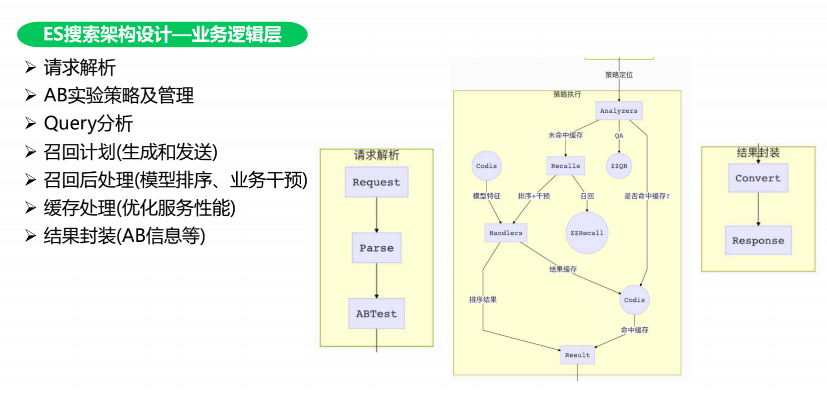 ES搜索架构设计—业务逻辑层
➢ 请求解析
➢ AB实验策略及管理
➢ Query分析
➢ 召回计划(生成和发送)
➢ 召回后处理(模型排序、业务干预)
➢ 缓存处理(优化服务性能)
➢ 结果封装(AB信息等)
请求解析
Request
Parse
ABTest
策略定位
策略执行
Analyzers
未命中缓存
QA
Codis
Recalls
ZZQR
模型特征
排序+干预
召回
是否命中缓存?
Handlers
ZZRecall
结果缓存
排序结果
Codis
命中缓存
Result
结果封装
Convert
Response